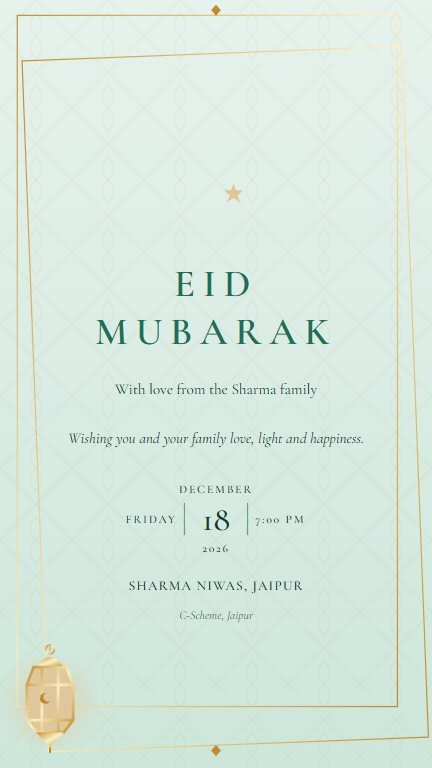 EID
MUBARAK
With love from the Sharma family
Wishing you and your family love, light and happiness.
DECEMBER
FRIDAY 18 7:00 PM
2026
SHARMA NIWAS, JAIPUR
C-Scheme, Jaipur